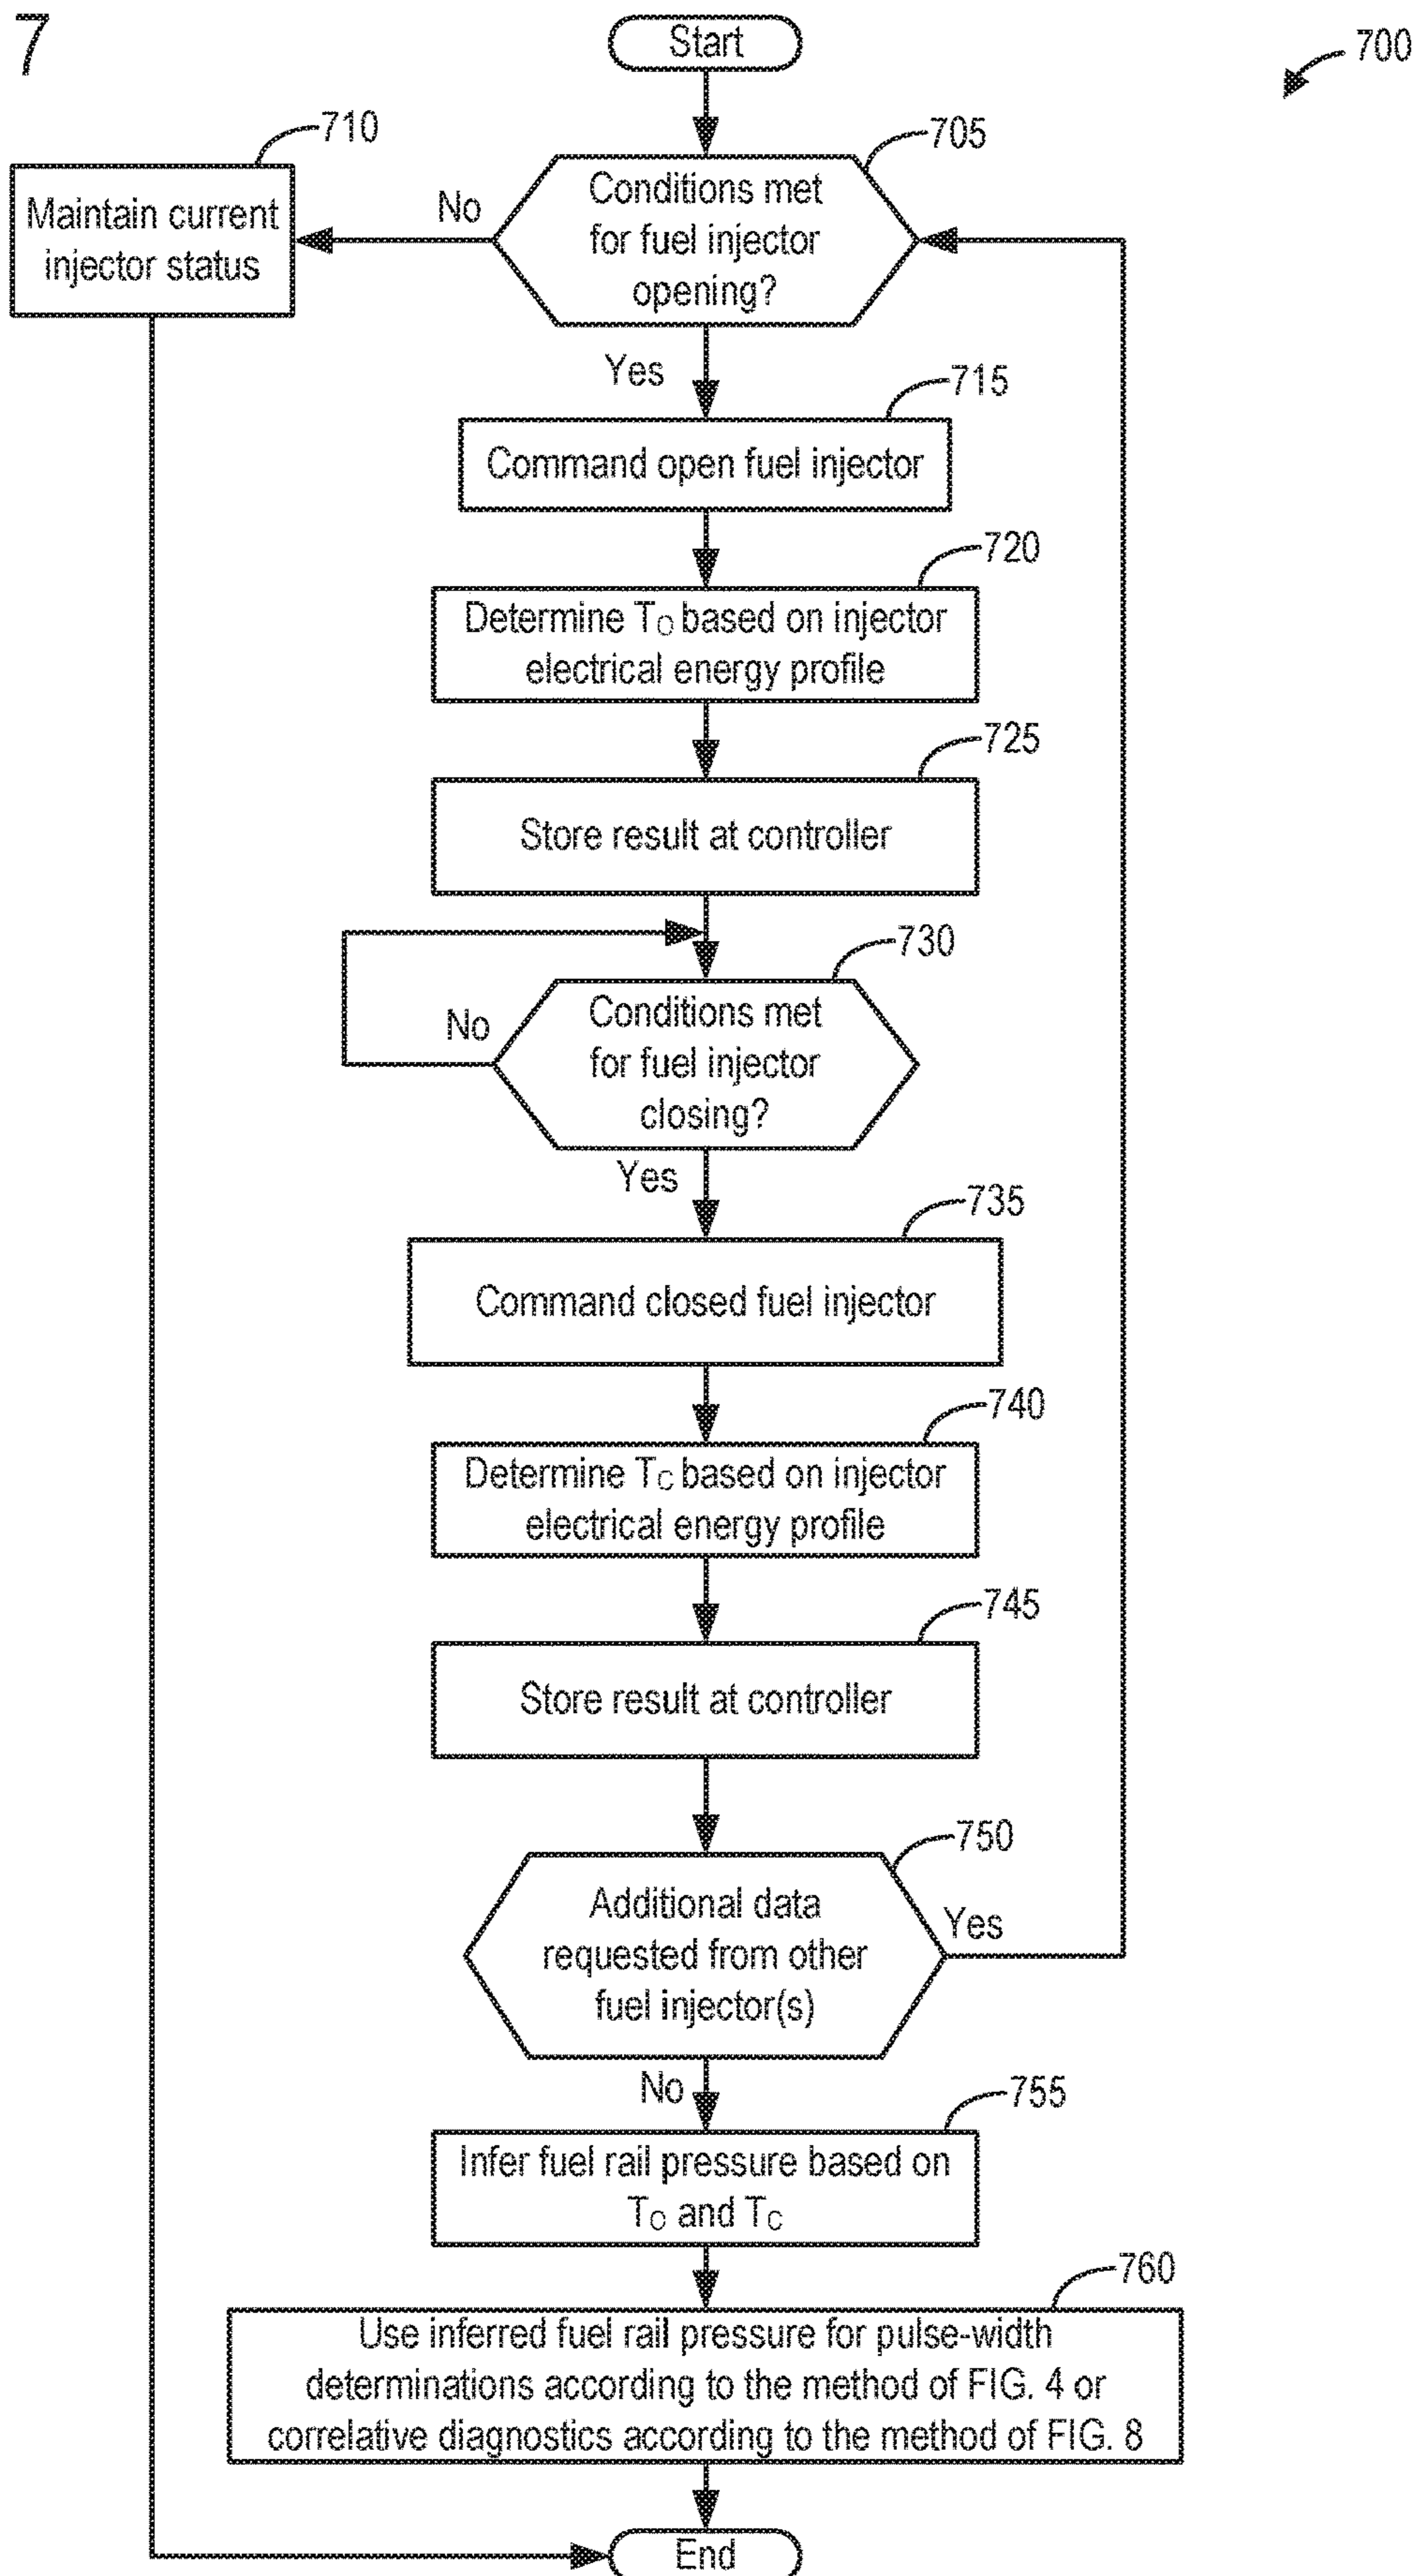 7
Start
700
710
705
Maintain current
injector status
No
Conditions met
for fuel injector
opening?
Yes
715
Command open fuel injector
720
Determine TO based on injector
electrical energy profile
725
Store result at controller
730
No
Conditions met
for fuel injector
closing?
Yes
735
Command closed fuel injector
740
Determine TC based on injector
electrical energy profile
745
Store result at controller
750
Additional data
requested from other
fuel injector(s)
Yes
No
755
Infer fuel rail pressure based on
TO and TC
760
Use inferred fuel rail pressure for pulse-width
determinations according to the method of FIG. 4 or
correlative diagnostics according to the method of FIG. 8
End